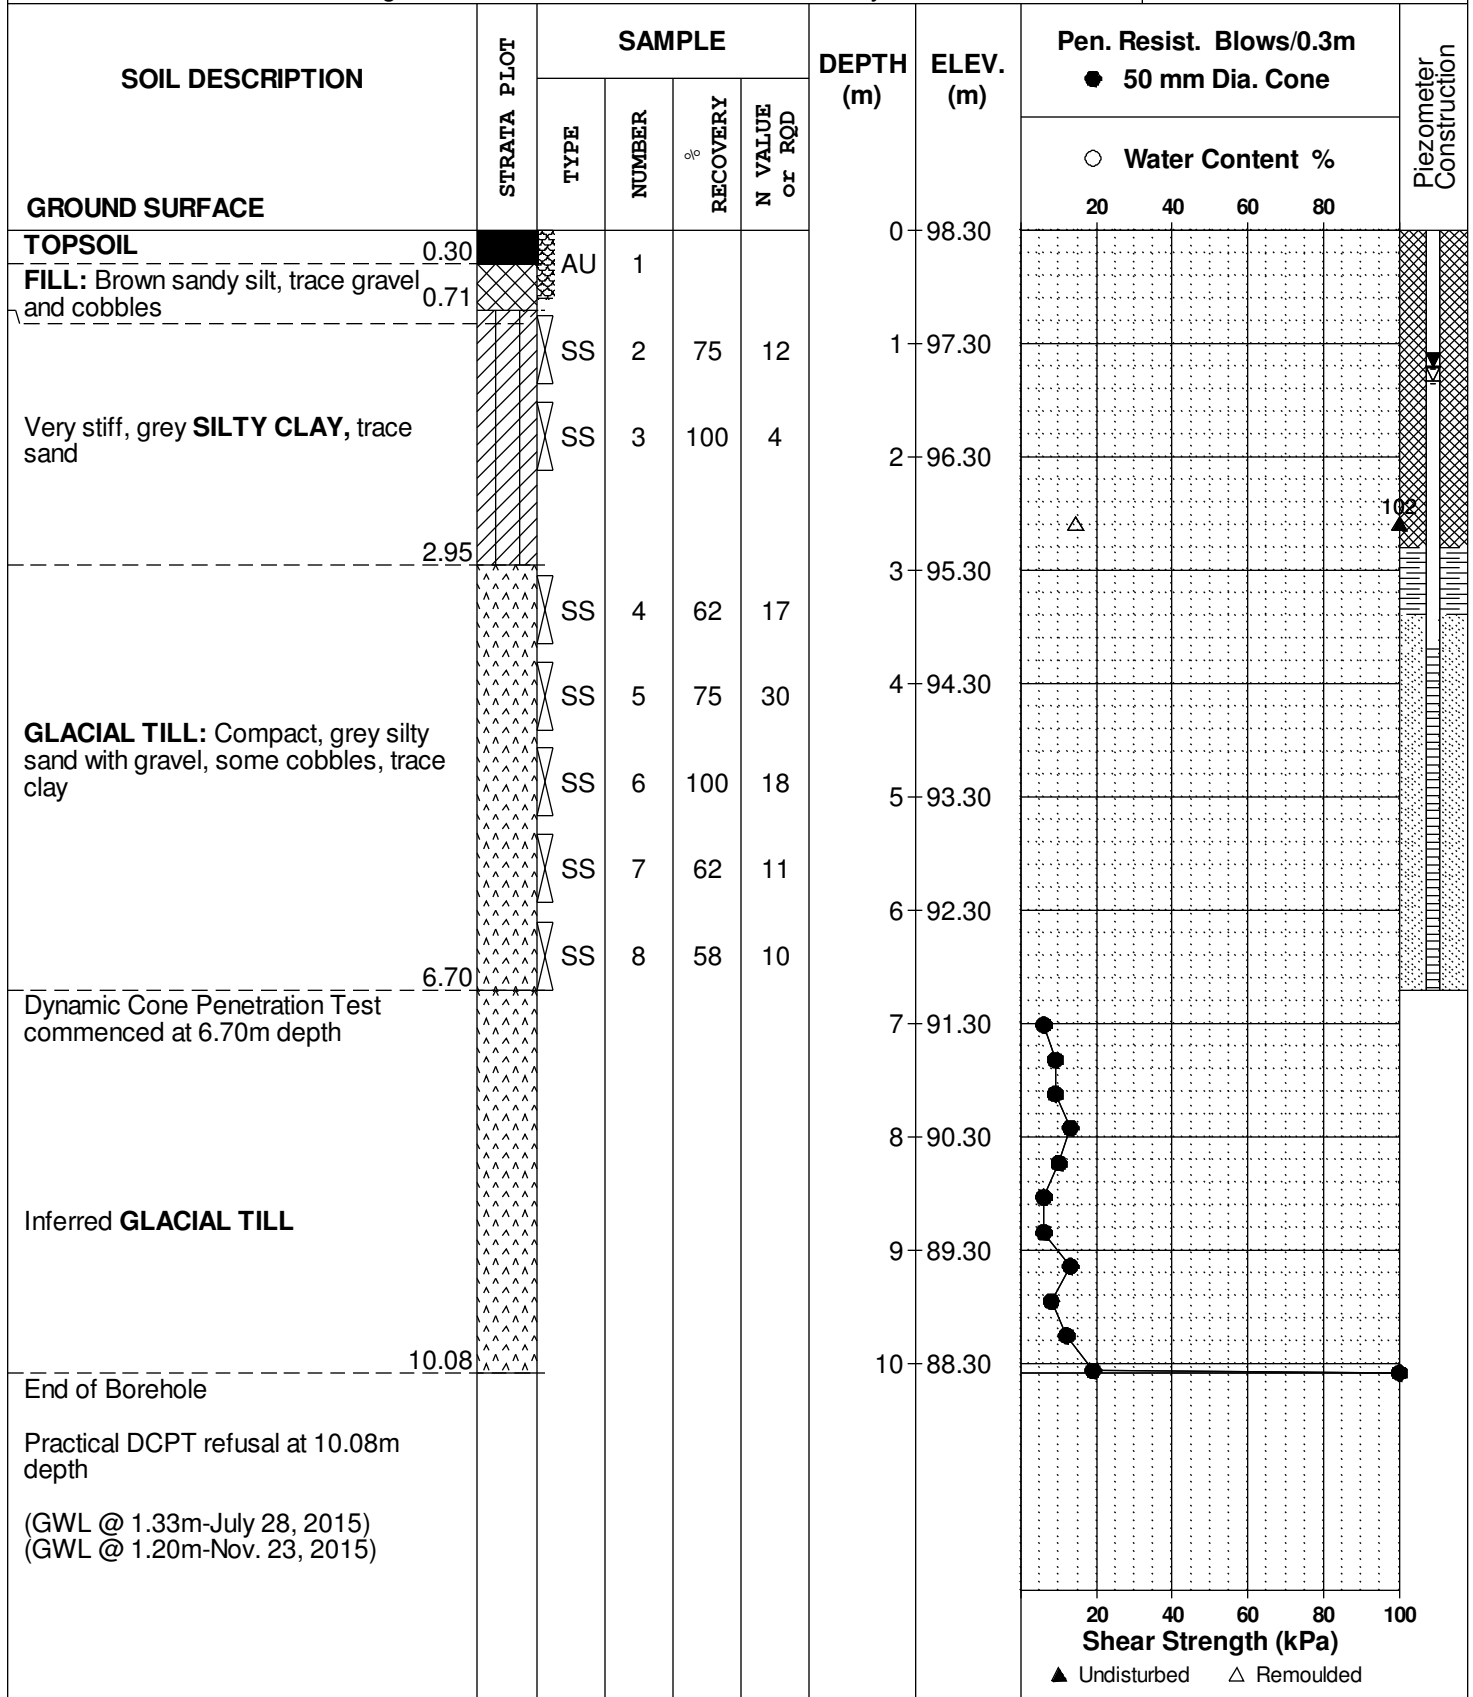 SOIL DESCRIPTION
GROUND SURFACE
STRATA PLOT
SAMPLE
TYPE
NUMBER
% RECOVERY
N VALUE or RQD
DEPTH (m)
ELEV. (m)
Pen. Resist. Blows/0.3m
● 50 mm Dia. Cone
○ Water Content %
20 40 60 80
Piezometer Construction
TOPSOIL 0.30
FILL: Brown sandy silt, trace gravel
and cobbles 0.71
AU 1
0 98.30
SS 2 75 12
1 97.30
Very stiff, grey SILTY CLAY, trace
sand
SS 3 100 4
2 96.30
102
2.95
3 95.30
SS 4 62 17
SS 5 75 30
4 94.30
GLACIAL TILL: Compact, grey silty
sand with gravel, some cobbles, trace
clay
SS 6 100 18
5 93.30
SS 7 62 11
6 92.30
SS 8 58 10
6.70
Dynamic Cone Penetration Test
commenced at 6.70m depth
7 91.30
8 90.30
Inferred GLACIAL TILL
9 89.30
10.08
10 88.30
End of Borehole
Practical DCPT refusal at 10.08m
depth
(GWL @ 1.33m-July 28, 2015)
(GWL @ 1.20m-Nov. 23, 2015)
20 40 60 80 100
Shear Strength (kPa)
▲ Undisturbed △ Remoulded